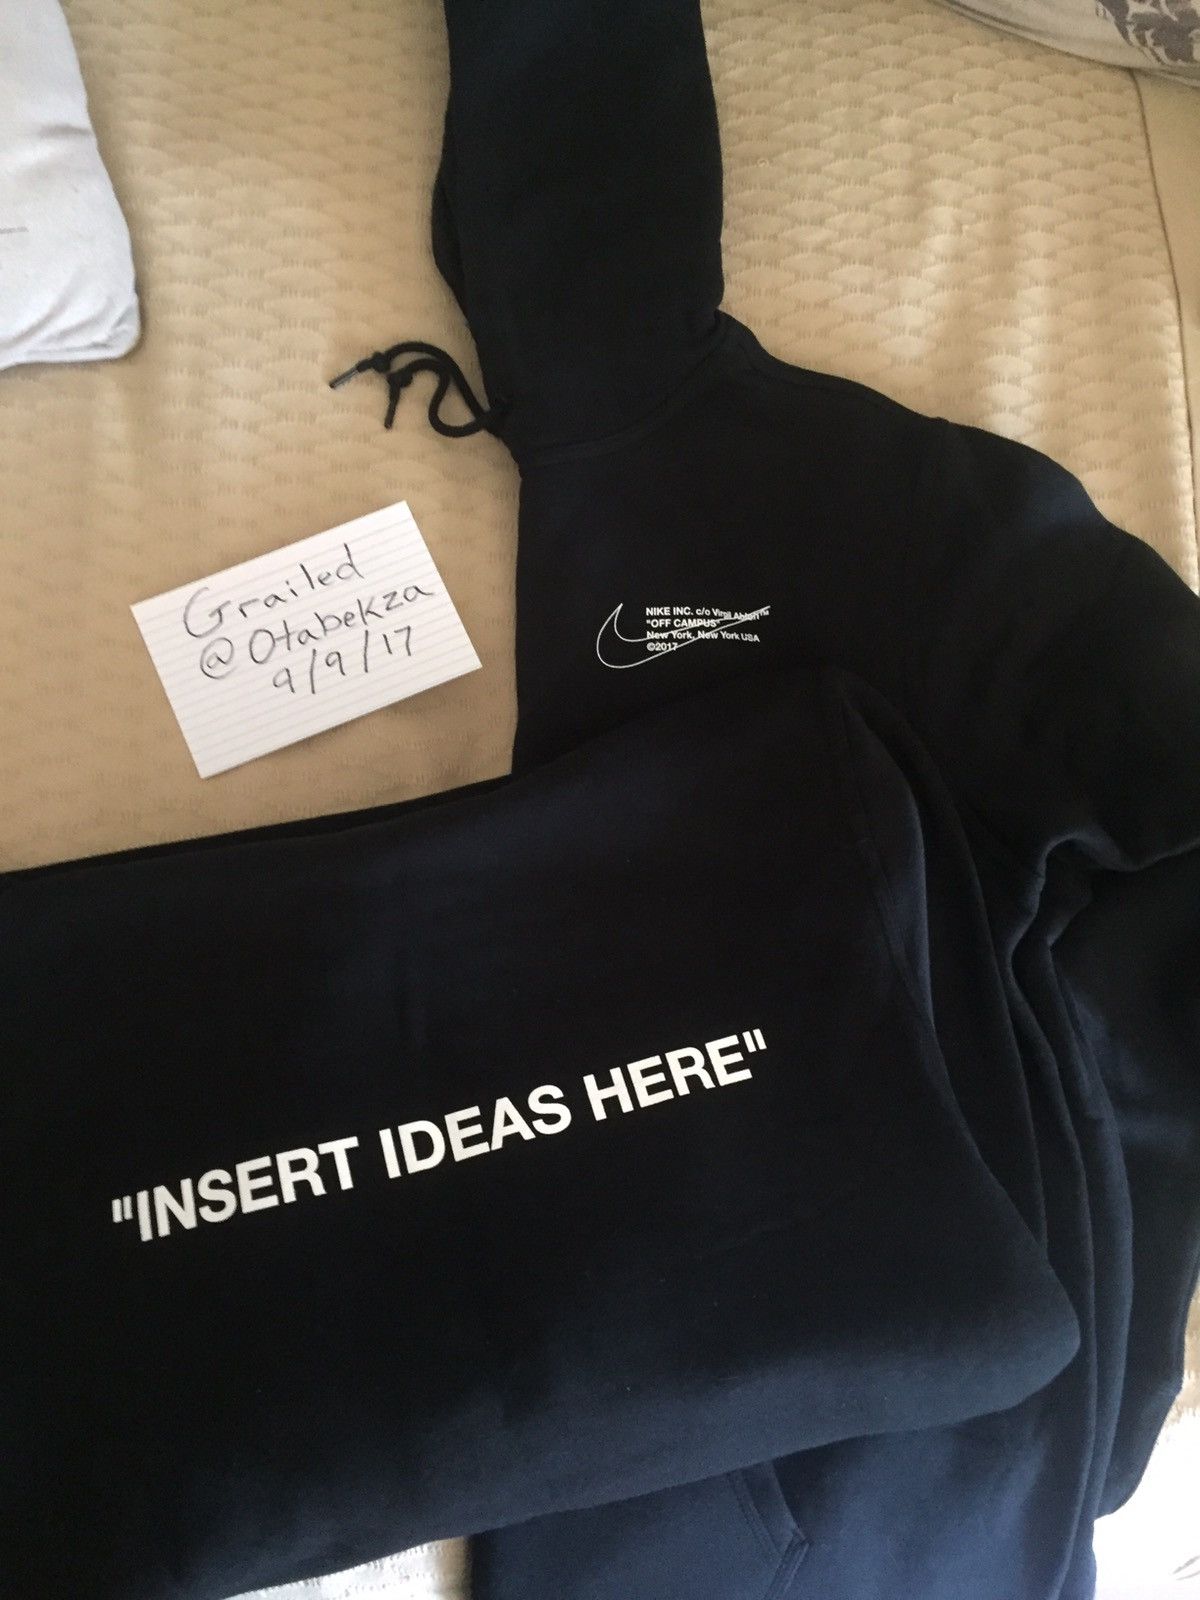 Grailed
@Otabekza
9/9/17
NIKE INC. c/o Virgil Abloh™
"OFF CAMPUS"
New York, New York USA
©2017
"INSERT IDEAS HERE"